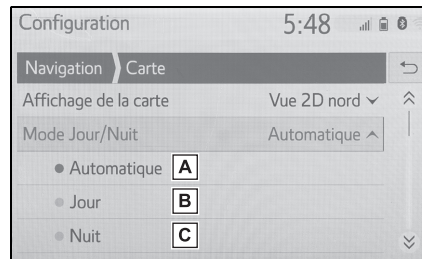 Configuration 5:48
Navigation Carte
Affichage de la carte Vue 2D nord
Mode Jour/Nuit Automatique
Automatique A
Jour B
Nuit C